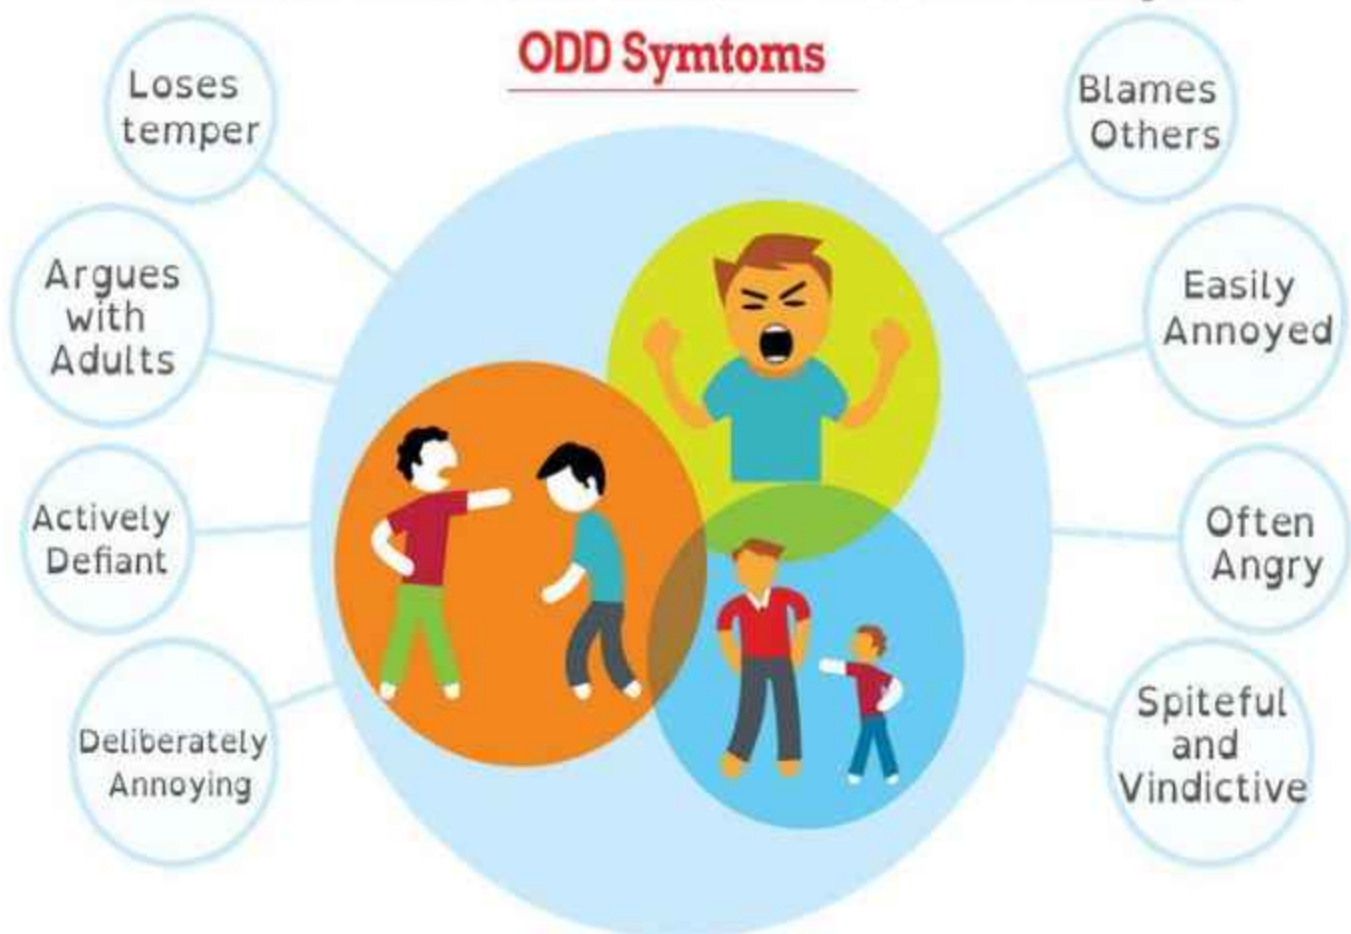 ODD Symtoms
Loses
temper
Argues
with
Adults
Actively
Defiant
Deliberately
Annoying
Blames
Others
Easily
Annoyed
Often
Angry
Spiteful
and
Vindictive